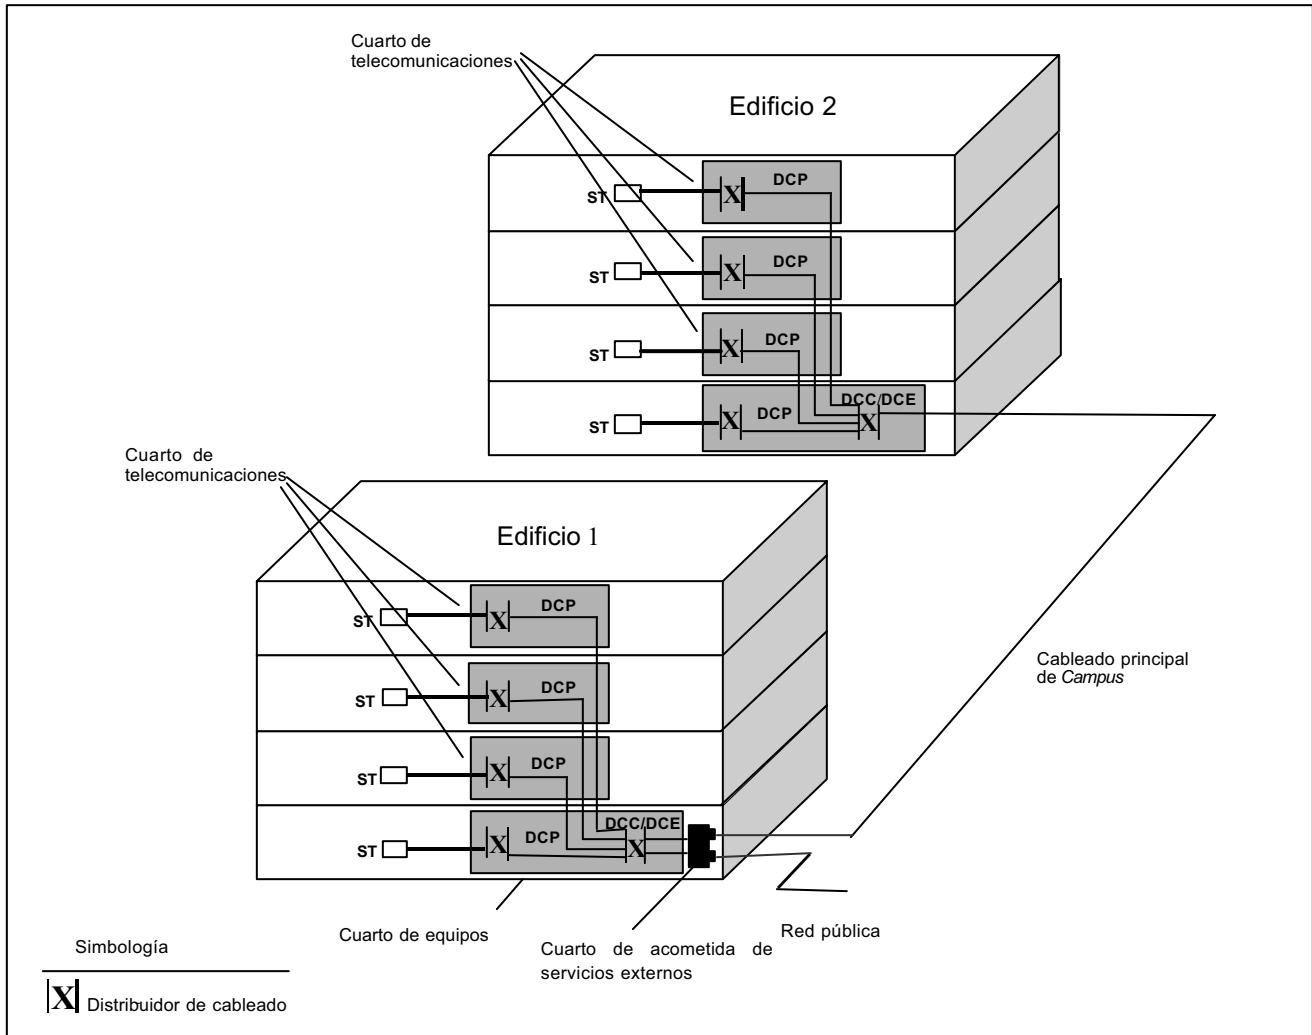 Cuarto de
telecomunicaciones
Edificio 2
DCP
ST
DCP
ST
DCP
ST
DCC/DCE
DCP
ST
Cuarto de
telecomunicaciones
Edificio 1
DCP
ST
DCP
ST
DCP
ST
DCC/DCE
DCP
ST
Cableado principal
de Campus
Cuarto de equipos
Cuarto de acometida de
servicios externos
Red pública
Simbología
|X| Distribuidor de cableado
X
X
X
X
X
X
X
X
X
X